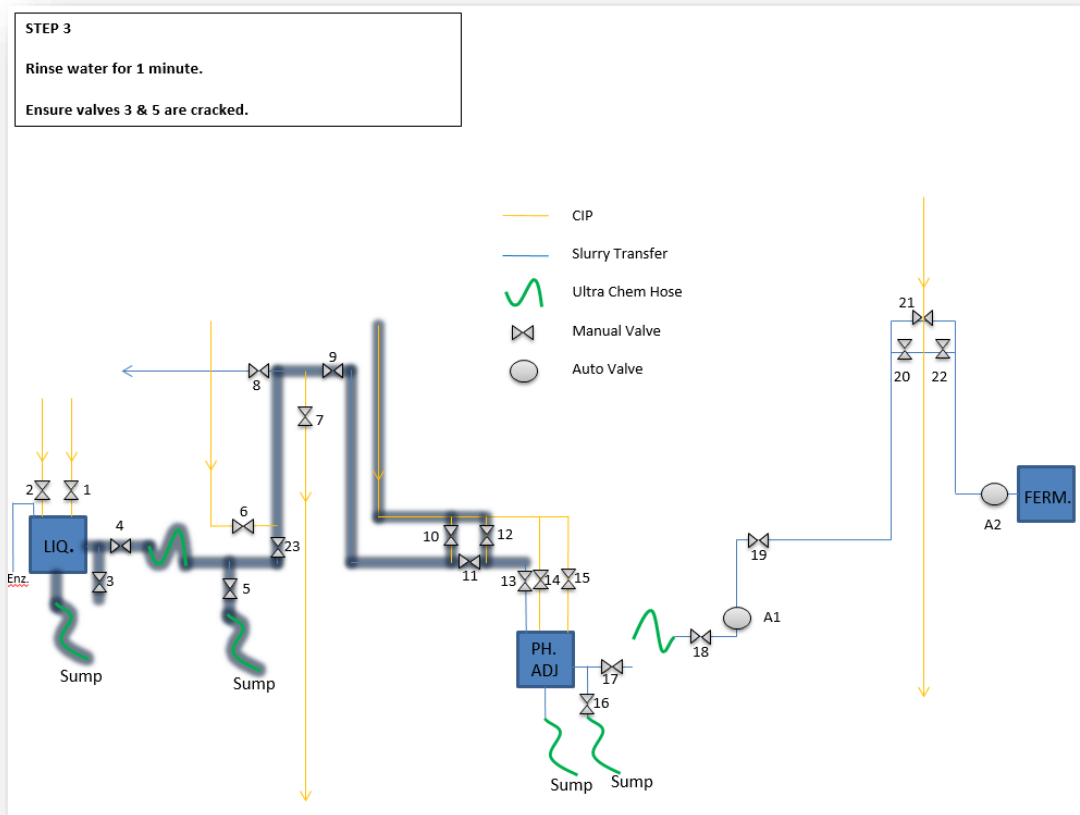 STEP 3
Rinse water for 1 minute.
Ensure valves 3 & 5 are cracked.
CIP
Slurry Transfer
Ultra Chem Hose
Manual Valve
Auto Valve
21
20
22
9
8
7
2
1
6
4
10
12
FERM.
A2
LIQ.
23
11
19
Enz.
3
5
13
14
15
A1
PH.
ADJ
18
17
16
Sump
Sump
Sump
Sump